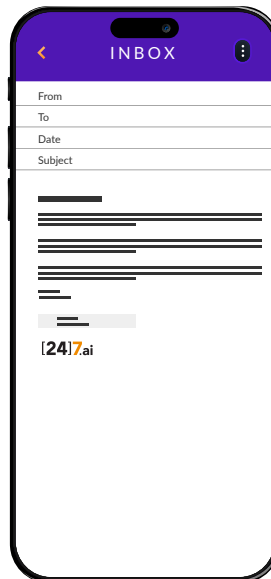 INBOX
From
To
Date
Subject
[24]7.ai